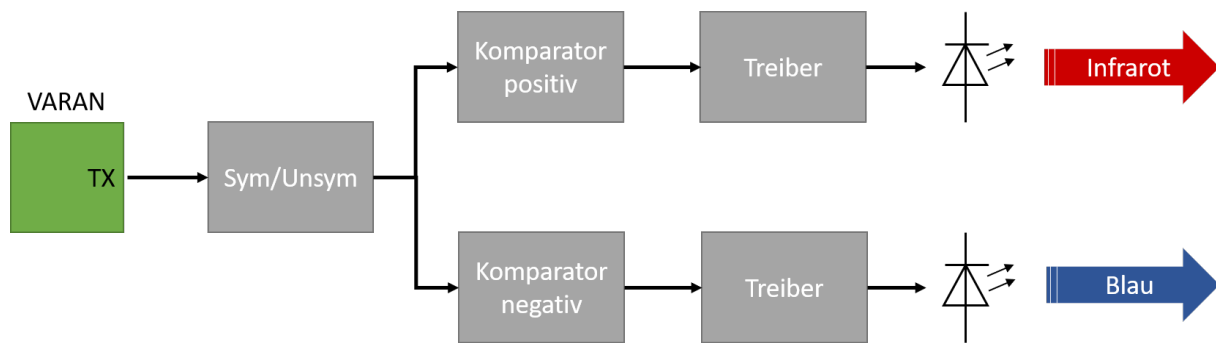 VARAN
TX
Sym/Unsym
Komparator
positiv
Treiber
Infrarot
Komparator
negativ
Treiber
Blau